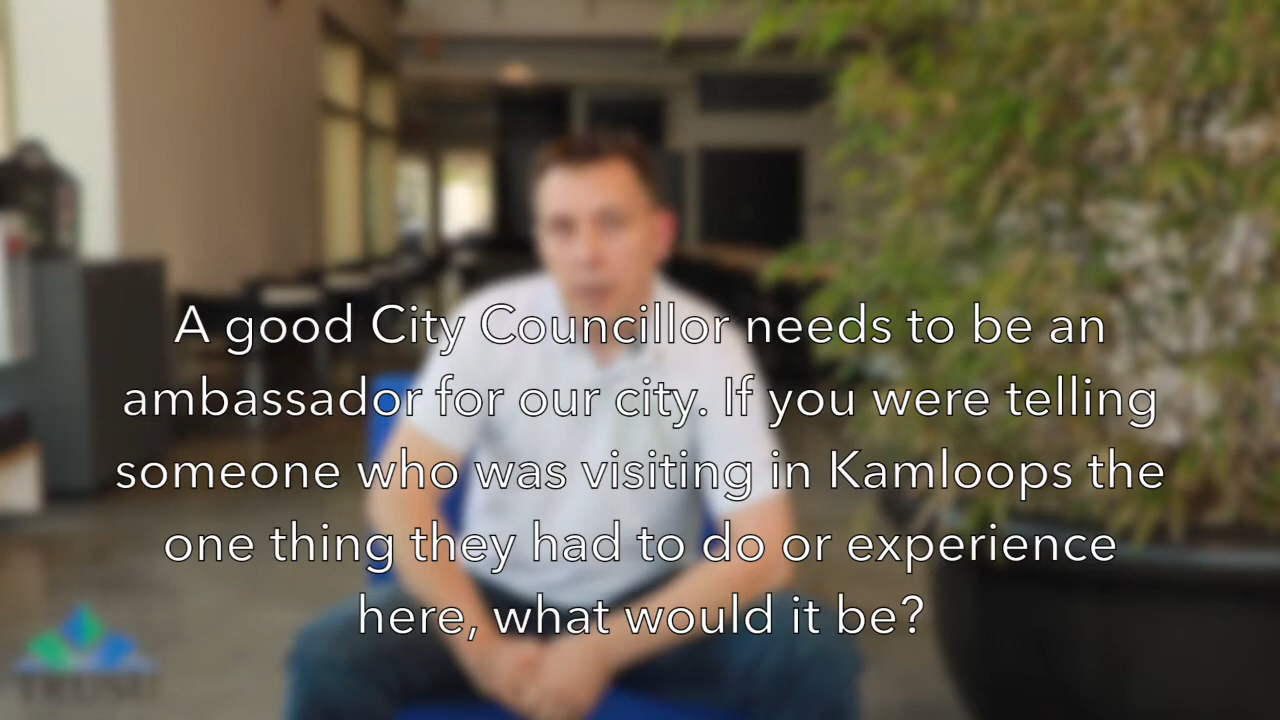 A good City Councillor needs to be an
ambassador for our city. If you were telling
someone who was visiting in Kamloops the
one thing they had to do or experience
here, what would it be?
TRUSU